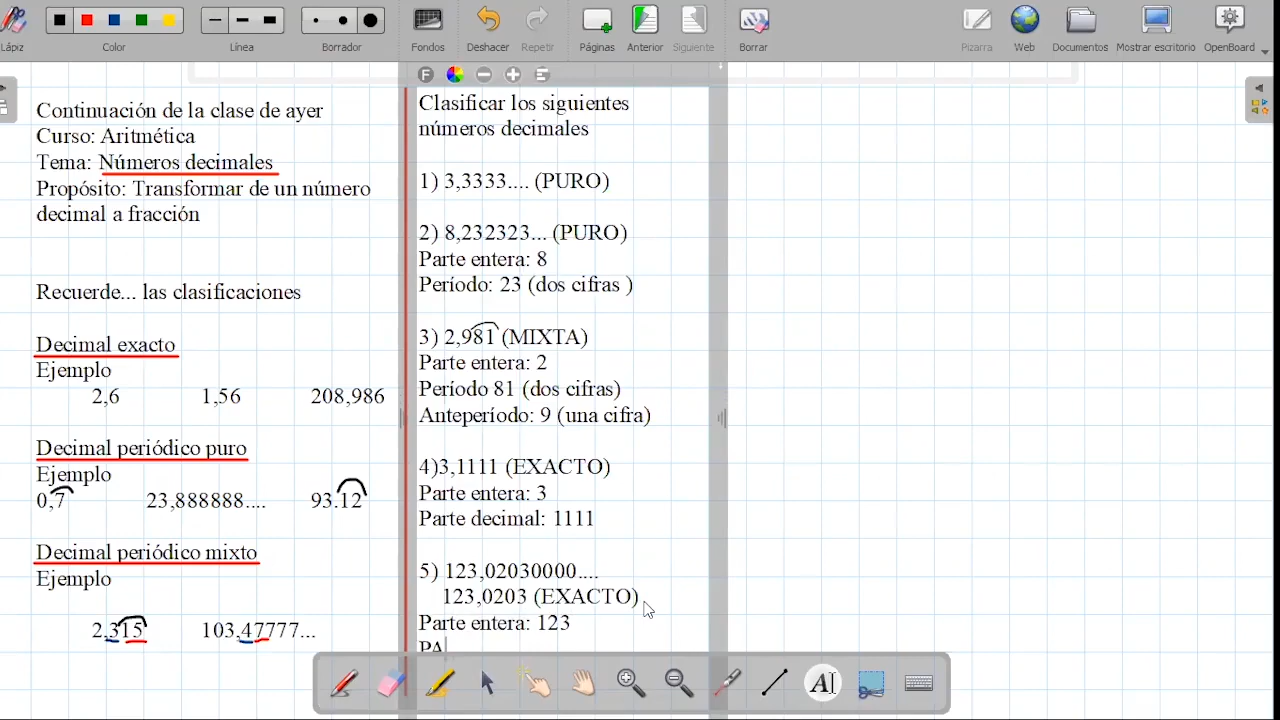 Lápiz
Color
Línea
Borrador
Fondos
Deshacer
Repetir
Páginas
Anterior
Siguiente
Borrar
Pizarra
Web
Documentos
Mostrar escritorio
OpenBoard
Continuación de la clase de ayer
Curso: Aritmética
Tema: Números decimales
Propósito: Transformar de un número
decimal a fracción
Recuerde... las clasificaciones
Decimal exacto
Ejemplo
2,6 1,56 208,986
Decimal periódico puro
Ejemplo
0,7 23,888888.... 93.12
Decimal periódico mixto
Ejemplo
2,315 103,47777...
F
Clasificar los siguientes
números decimales
1) 3,3333.... (PURO)
2) 8,232323... (PURO)
Parte entera: 8
Período: 23 (dos cifras )
3) 2,981 (MIXTA)
Parte entera: 2
Período 81 (dos cifras)
Anteperíodo: 9 (una cifra)
4)3,1111 (EXACTO)
Parte entera: 3
Parte decimal: 1111
5) 123,02030000....
123,0203 (EXACTO)
Parte entera: 123
PA
A